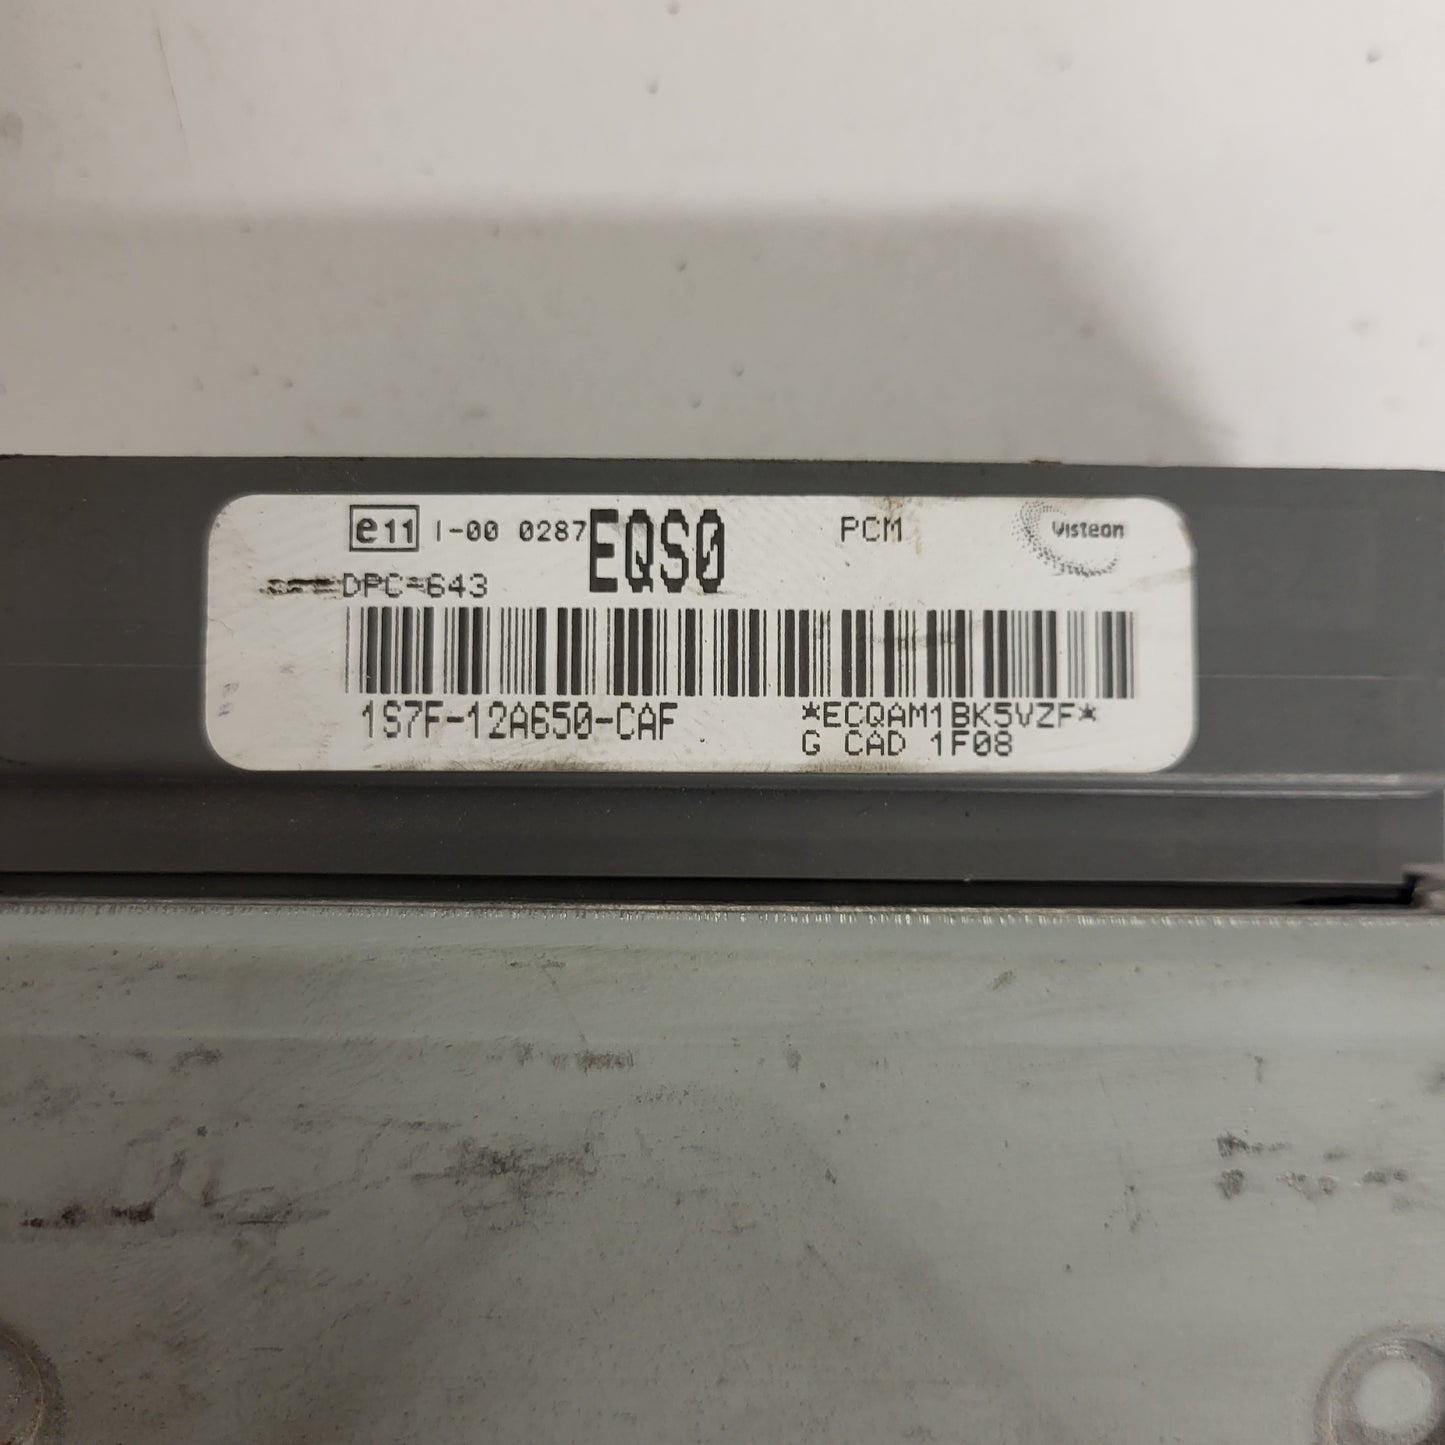 e11 I-00 0287 EQS0 PCM Visteon
DPC-643
1S7F-12A650-CAF *ECQAM1BK5VZF*
G CAD 1F08